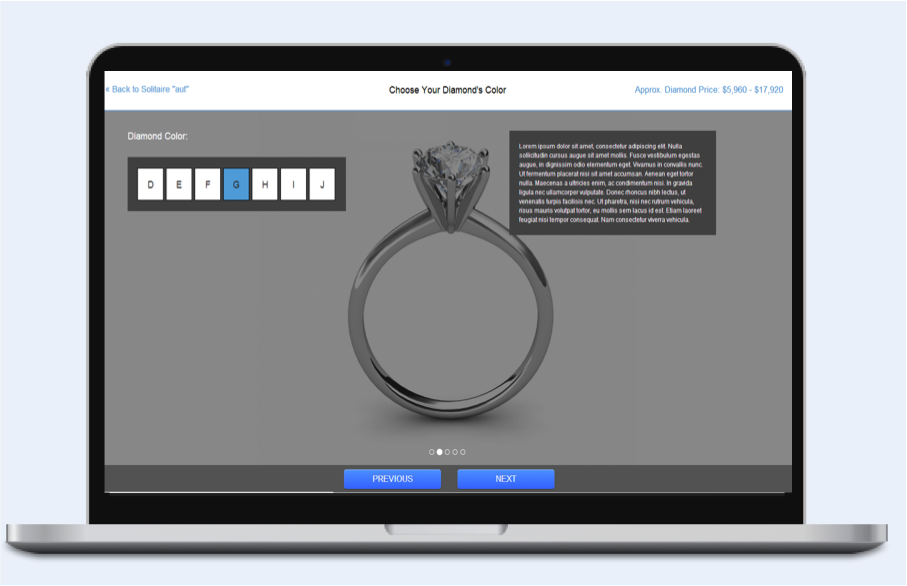 « Back to Solitaire "auf"
Choose Your Diamond's Color
Approx. Diamond Price: $5,960 - $17,920
Diamond Color:
D E F G H I J
Lorem ipsum dolor sit amet, consectetur adipiscing elit. Nulla
sollicitudin cursus augue sit amet mollis. Fusce vestibulum egestas
augue, in dignissim odio elementum eget. Vivamus in convallis nunc.
Ut fermentum placerat nisi sit amet accumsan. Aenean eget tortor
nulla. Maecenas a ultricies enim, ac condimentum nisi. In gravida
ligula nec ullamcorper vulputate. Donec rhoncus nibh lectus, ut
venenatis turpis facilisis nec. Ut pharetra, nisi nec rutrum vehicula,
risus mauris volutpat tortor, eu mollis sem lacus id est. Etiam laoreet
feugiat nisi tempor consequat. Nam consectetur viverra vehicula.
PREVIOUS
NEXT